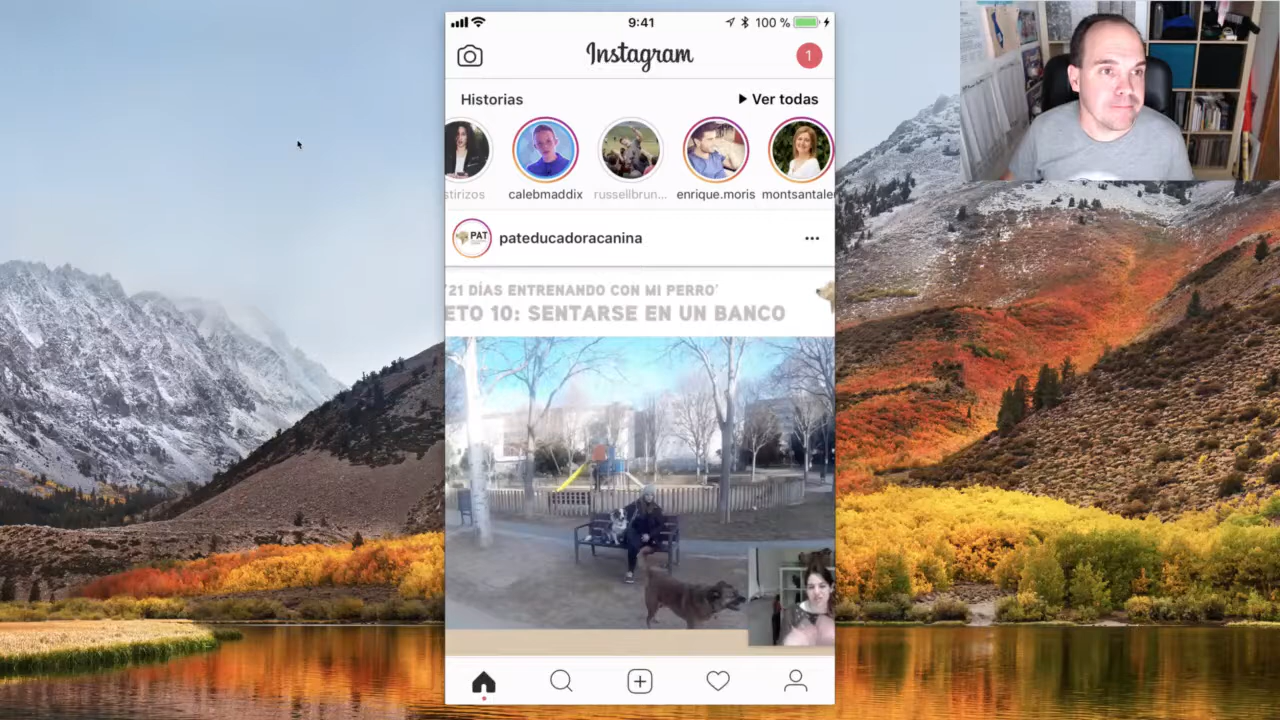 9:41
100 %
Instagram
1
Historias
Ver todas
stirizos
calebmaddix
russellbrun...
enrique.moris
montsantale
PAT
pateducadoracanina
'21 DÍAS ENTRENANDO CON MI PERRO'
ETO 10: SENTARSE EN UN BANCO